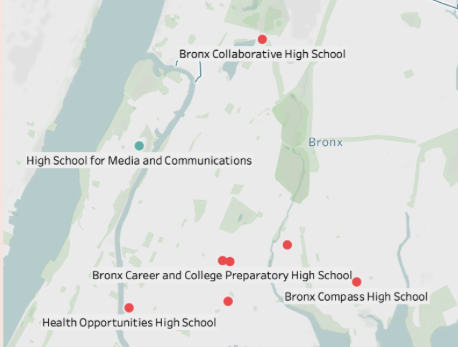 Bronx Collaborative High School
Bronx
High School for Media and Communications
Bronx Career and College Preparatory High School
Bronx Compass High School
Health Opportunities High School